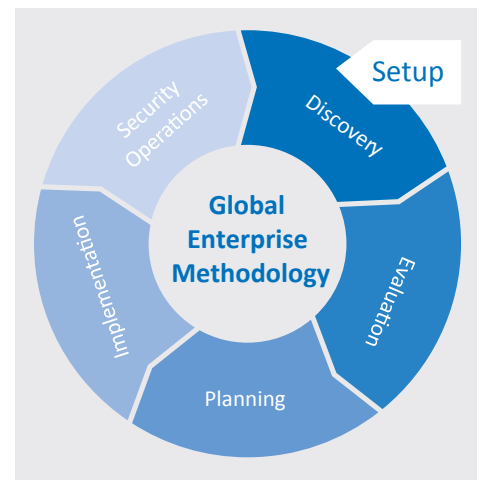 Setup
Discovery
Evaluation
Planning
Implementation
Security
Operations
Global
Enterprise
Methodology